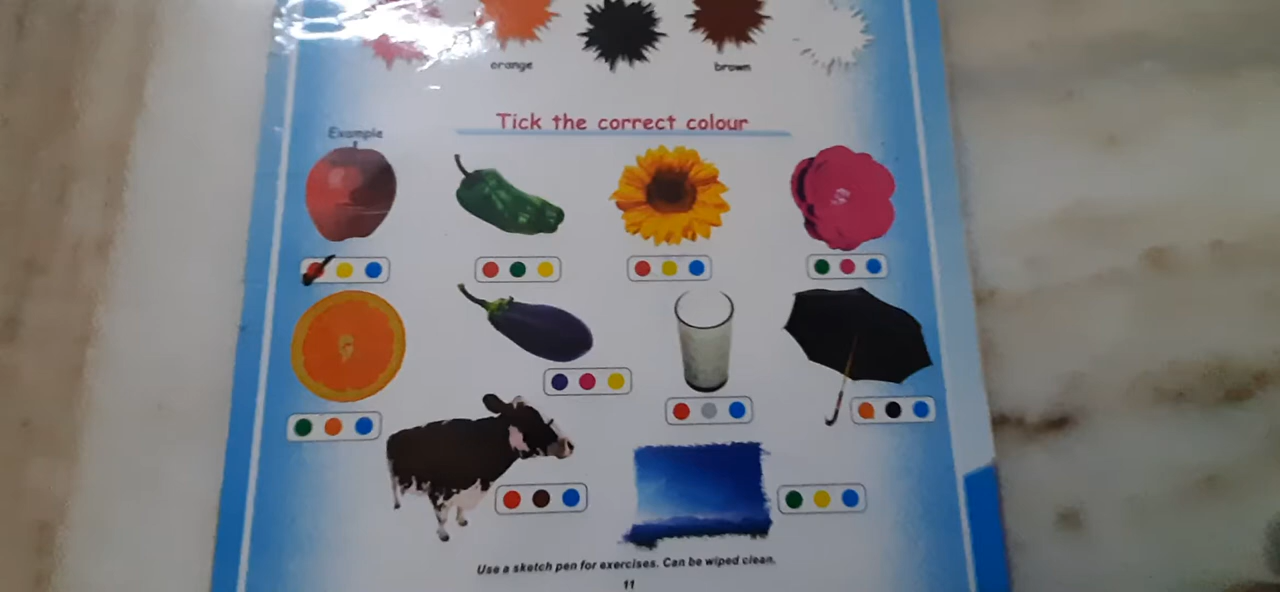 orange
brown
Tick the correct colour
Example
Use a sketch pen for exercises. Can be wiped clean.
11